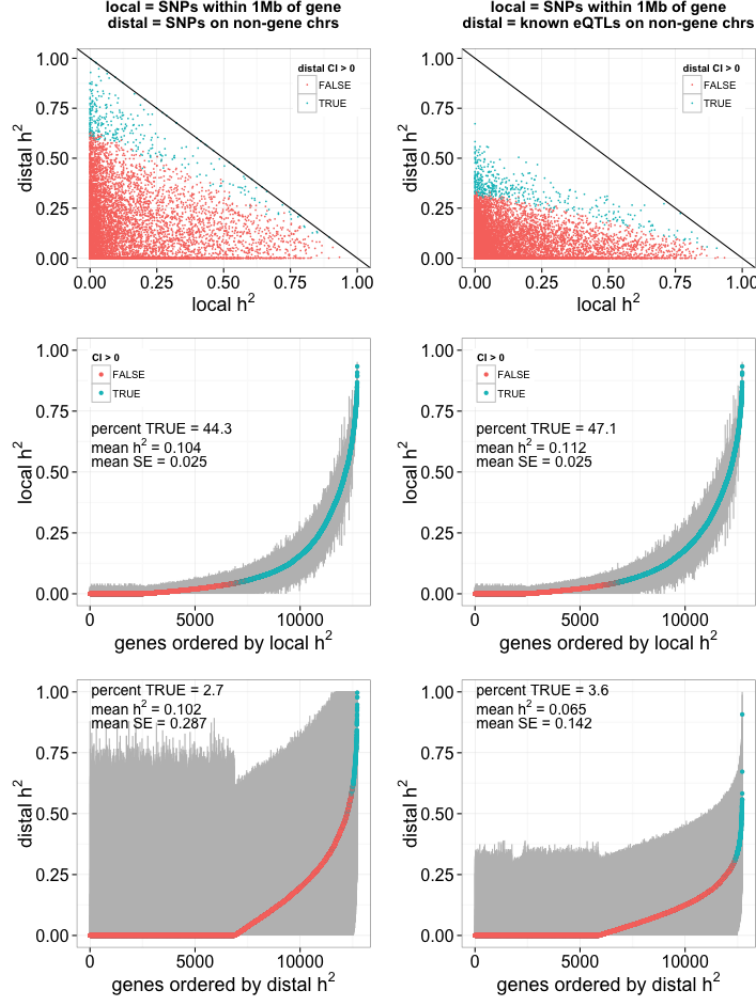 local = SNPs within 1Mb of gene
distal = SNPs on non-gene chrs
local = SNPs within 1Mb of gene
distal = known eQTLs on non-gene chrs
1.00
0.75
0.50
0.25
0.00
distal h²
distal CI > 0
FALSE
TRUE
0.00 0.25 0.50 0.75 1.00
local h²
1.00
0.75
0.50
0.25
0.00
distal h²
distal CI > 0
FALSE
TRUE
0.00 0.25 0.50 0.75 1.00
local h²
1.00
0.75
0.50
0.25
0.00
local h²
CI > 0
FALSE
TRUE
percent TRUE = 44.3
mean h² = 0.104
mean SE = 0.025
0 5000 10000
genes ordered by local h²
1.00
0.75
0.50
0.25
0.00
local h²
CI > 0
FALSE
TRUE
percent TRUE = 47.1
mean h² = 0.112
mean SE = 0.025
0 5000 10000
genes ordered by local h²
1.00
0.75
0.50
0.25
0.00
distal h²
percent TRUE = 2.7
mean h² = 0.102
mean SE = 0.287
0 5000 10000
genes ordered by distal h²
1.00
0.75
0.50
0.25
0.00
distal h²
percent TRUE = 3.6
mean h² = 0.065
mean SE = 0.142
0 5000 10000
genes ordered by distal h²